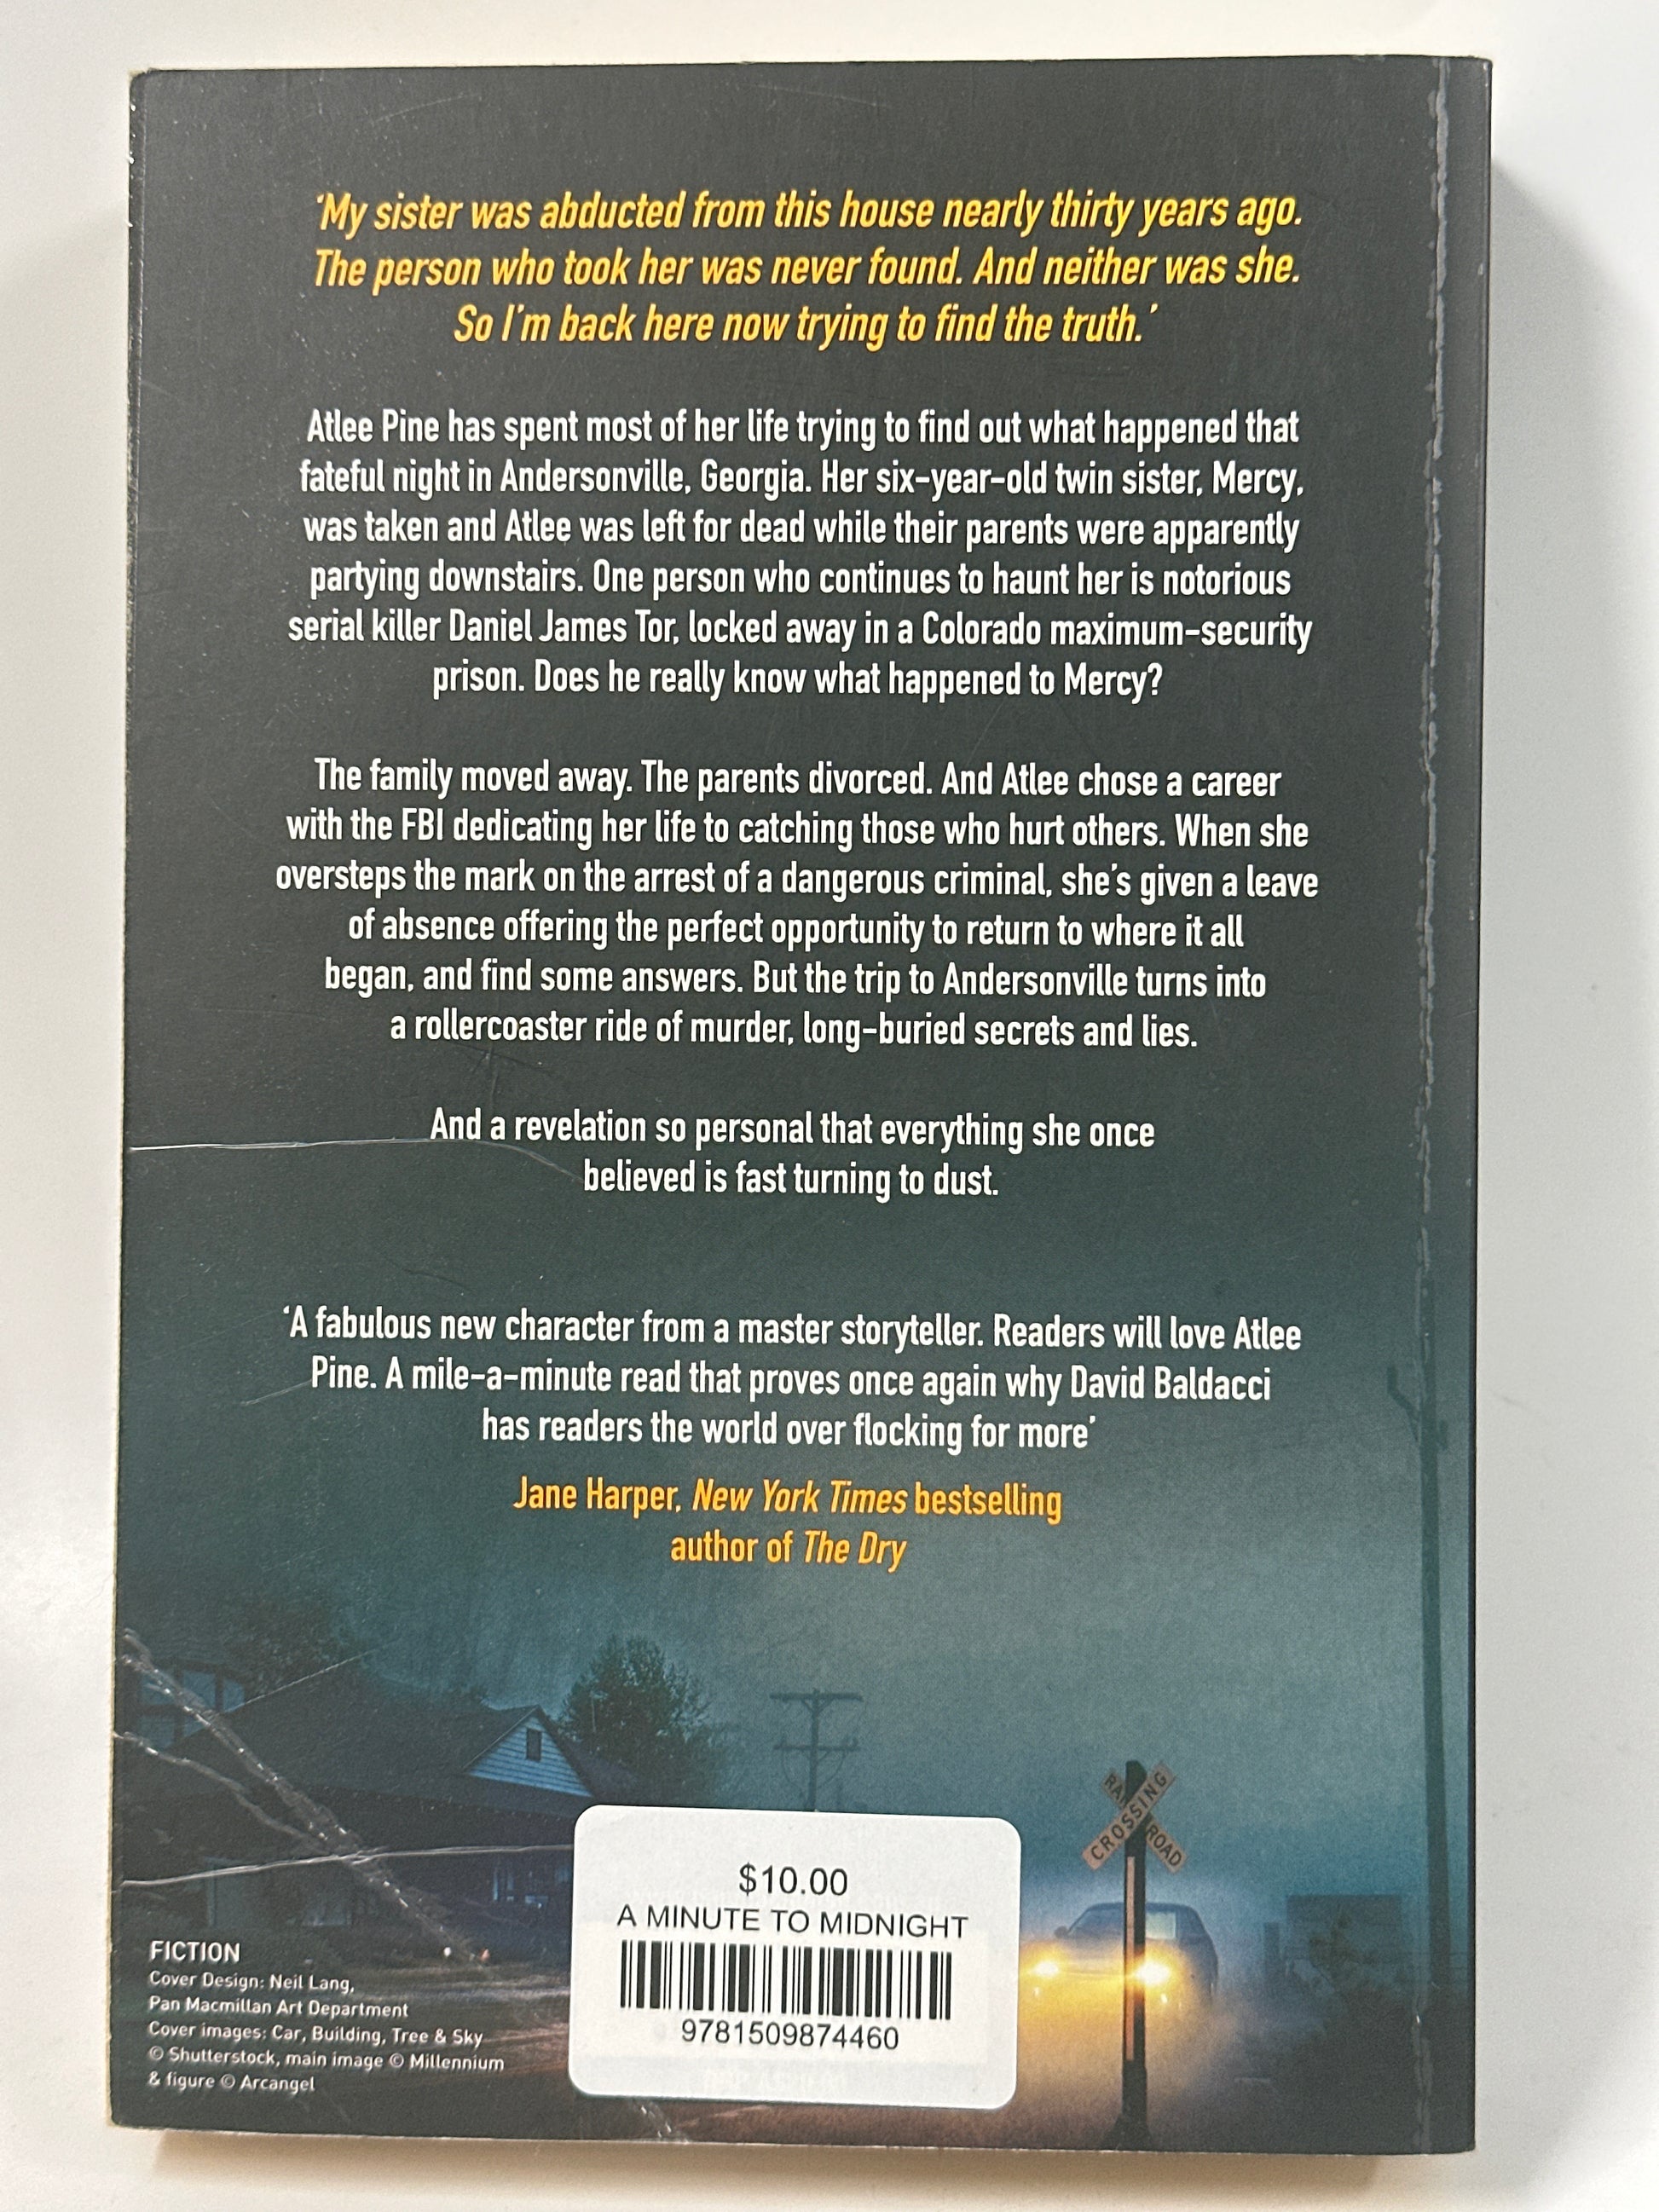 ‘My sister was abducted from this house nearly thirty years ago.
The person who took her was never found. And neither was she.
So I’m back here now trying to find the truth.’
Atlee Pine has spent most of her life trying to find out what happened that
fateful night in Andersonville, Georgia. Her six-year-old twin sister, Mercy,
was taken and Atlee was left for dead while their parents were apparently
partying downstairs. One person who continues to haunt her is notorious
serial killer Daniel James Tor, locked away in a Colorado maximum-security
prison. Does he really know what happened to Mercy?
The family moved away. The parents divorced. And Atlee chose a career
with the FBI dedicating her life to catching those who hurt others. When she
oversteps the mark on the arrest of a dangerous criminal, she’s given a leave
of absence offering the perfect opportunity to return to where it all
began, and find some answers. But the trip to Andersonville turns into
a rollercoaster ride of murder, long-buried secrets and lies.
And a revelation so personal that everything she once
believed is fast turning to dust.
‘A fabulous new character from a master storyteller. Readers will love Atlee
Pine. A mile-a-minute read that proves once again why David Baldacci
has readers the world over flocking for more’
Jane Harper, New York Times bestselling
author of The Dry
RAIL ROAD
CROSSING
$10.00
A MINUTE TO MIDNIGHT
9781509874460
FICTION
Cover Design: Neil Lang,
Pan Macmillan Art Department
Cover images: Car, Building, Tree & Sky
© Shutterstock, main image © Millennium
& figure © Arcangel